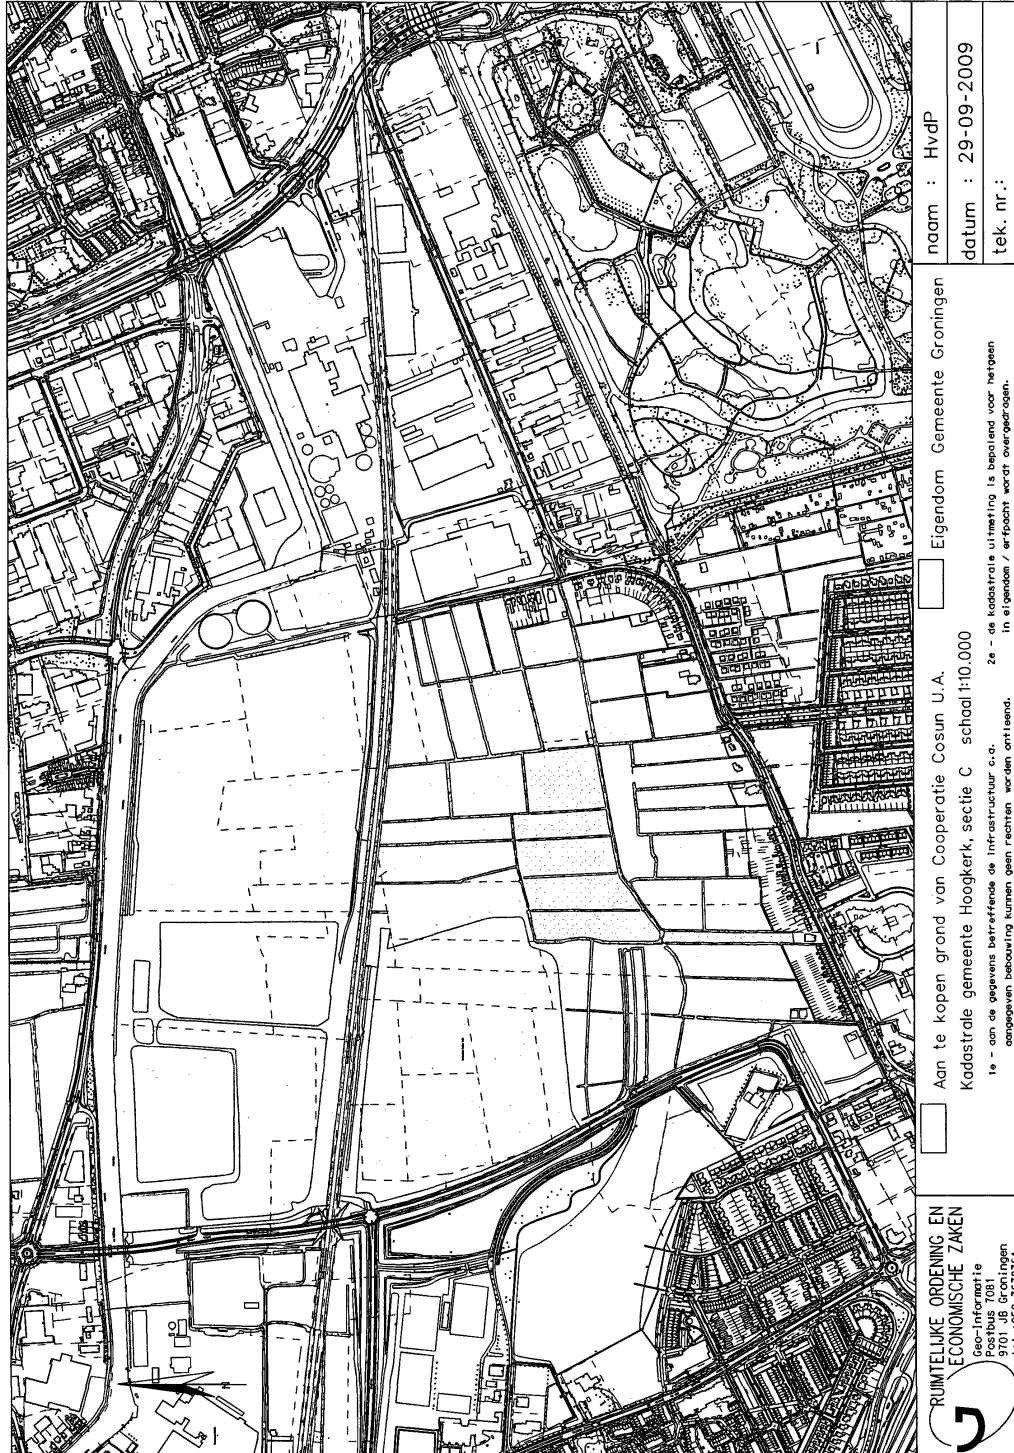 RUIMTELIJKE ORDENING EN
ECONOMISCHE ZAKEN
Geo-Informatie
Postbus 7081
9701 JB Groningen
Aan te kopen grond van Cooperatie Cosun U.A.
Eigendom Gemeente Groningen
Kadastrale gemeente Hoogkerk, sectie C schaal 1:10.000
1e - aan de gegevens betreffende de infrastructuur c.a.
aangegeven bebouwing kunnen geen rechten worden ontleend.
2e - de kadastrale uitmeting is bepalend voor hetgeen
in eigendom / erfpacht wordt overgedragen.
naam : HvdP
datum : 29-09-2009
tek. nr.:
N